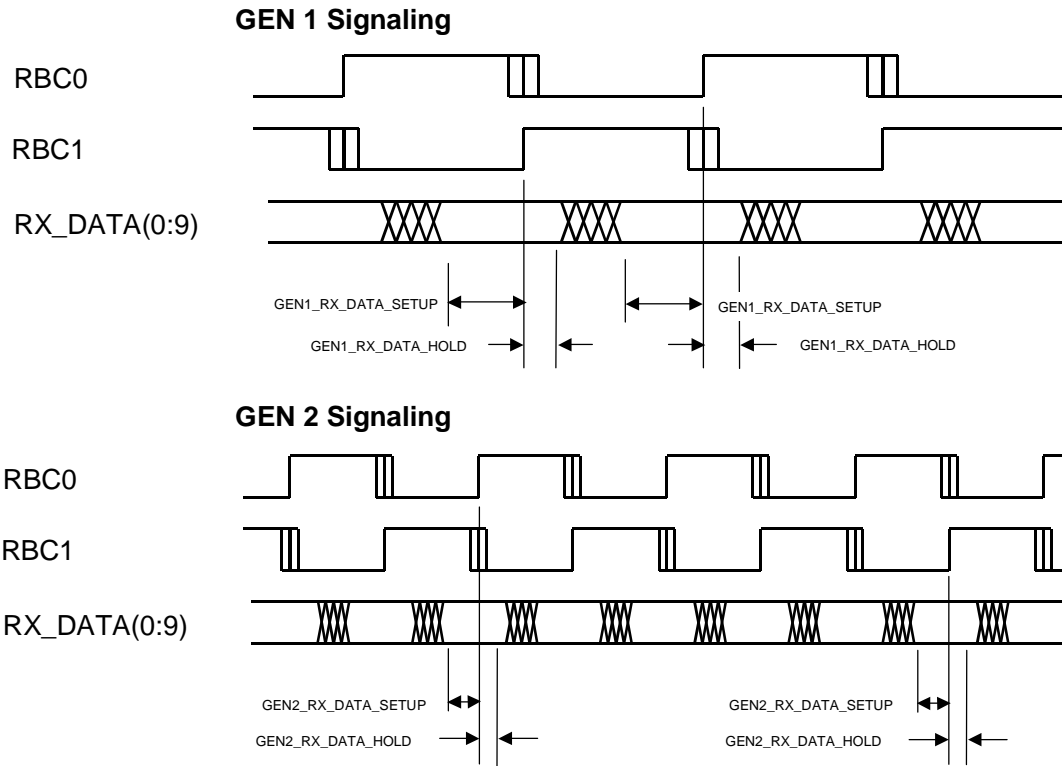 GEN 1 Signaling
RBC0
RBC1
RX_DATA(0:9)
GEN1_RX_DATA_SETUP
GEN1_RX_DATA_SETUP
GEN1_RX_DATA_HOLD
GEN1_RX_DATA_HOLD
GEN 2 Signaling
RBC0
RBC1
RX_DATA(0:9)
GEN2_RX_DATA_SETUP
GEN2_RX_DATA_SETUP
GEN2_RX_DATA_HOLD
GEN2_RX_DATA_HOLD